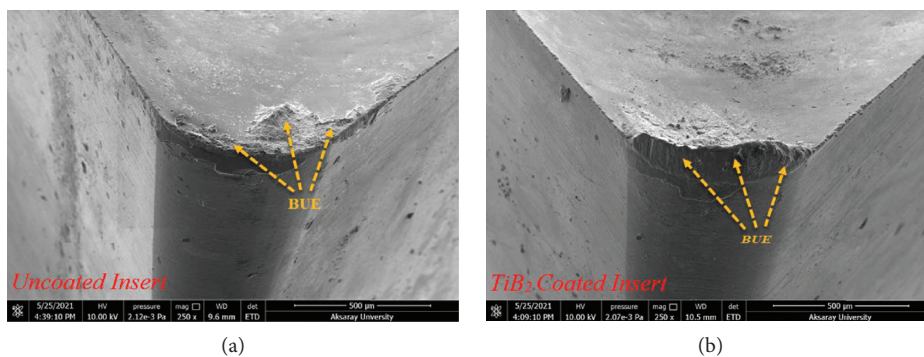 BUE
Uncoated Insert
5/25/2021 HV pressure mag WD det 500 µm
4:39:10 PM 10.00 kV 2.12e-3 Pa 250 x 9.6 mm ETD Aksaray University
(a)
BUE
TiB₂ Coated Insert
5/25/2021 HV pressure mag WD det 500 µm
4:09:10 PM 10.00 kV 2.07e-3 Pa 250 x 10.5 mm ETD Aksaray University
(b)